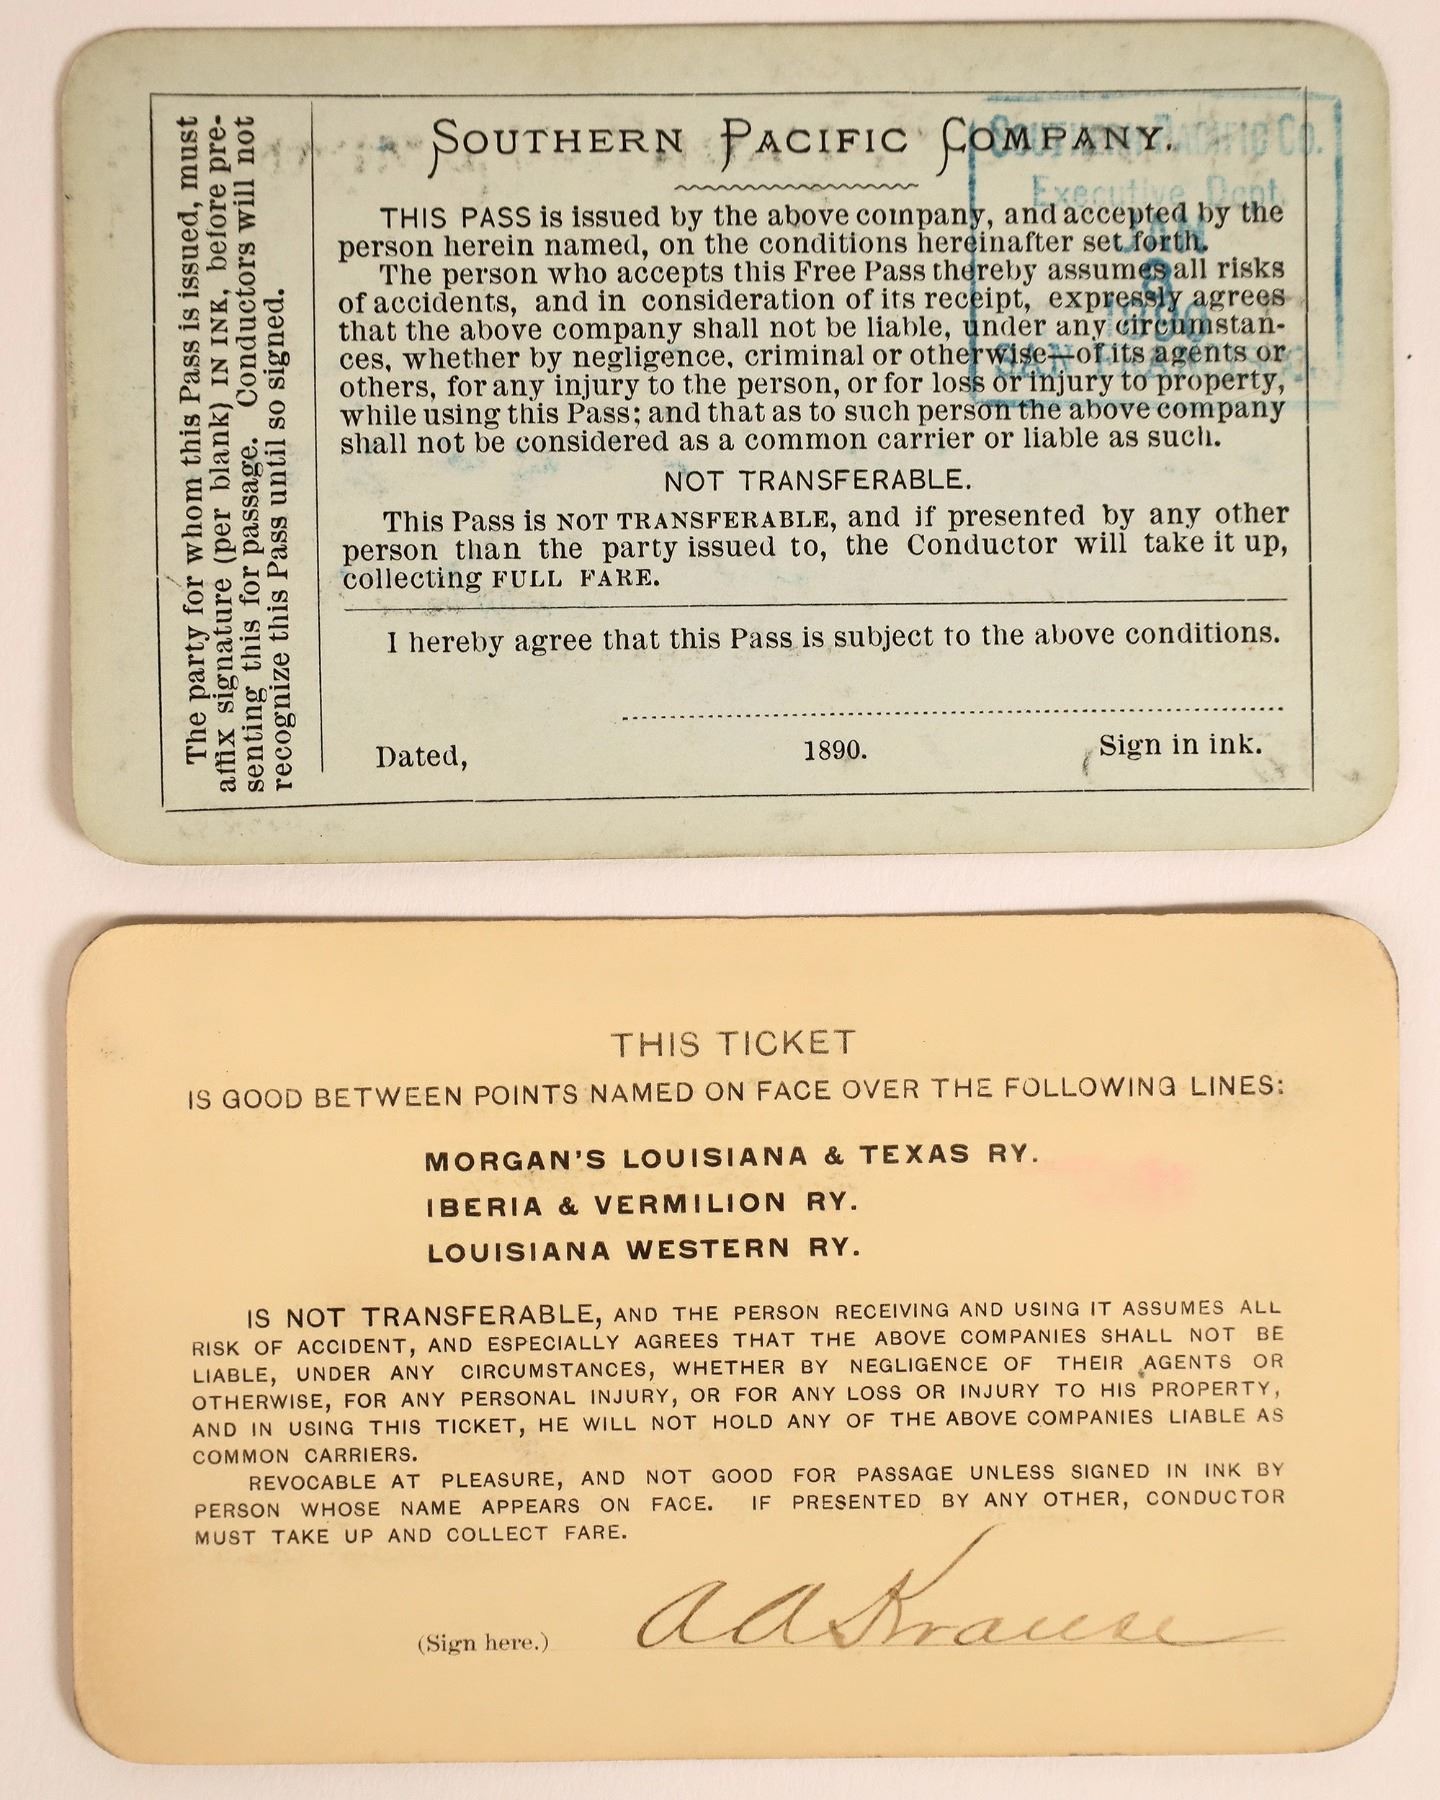 The party for whom this Pass is issued, must
affix signature (per blank) IN INK, before pre-
senting this for passage. Conductors will not
recognize this Pass until so signed.
SOUTHERN PACIFIC COMPANY.
SOUTHERN PACIFIC CO.
Executive Dept.
JAN
8
1890
SAN FRANCISCO
THIS PASS is issued by the above company, and accepted by the
person herein named, on the conditions hereinafter set forth.
The person who accepts this Free Pass thereby assumes all risks
of accidents, and in consideration of its receipt, expressly agrees
that the above company shall not be liable, under any circumstan-
ces, whether by negligence, criminal or otherwise—of its agents or
others, for any injury to the person, or for loss or injury to property,
while using this Pass; and that as to such person the above company
shall not be considered as a common carrier or liable as such.
NOT TRANSFERABLE.
This Pass is NOT TRANSFERABLE, and if presented by any other
person than the party issued to, the Conductor will take it up,
collecting FULL FARE.
I hereby agree that this Pass is subject to the above conditions.
Dated, 1890. Sign in ink.
THIS TICKET
IS GOOD BETWEEN POINTS NAMED ON FACE OVER THE FOLLOWING LINES:
MORGAN'S LOUISIANA & TEXAS RY.
IBERIA & VERMILION RY.
LOUISIANA WESTERN RY.
IS NOT TRANSFERABLE, AND THE PERSON RECEIVING AND USING IT ASSUMES ALL
RISK OF ACCIDENT, AND ESPECIALLY AGREES THAT THE ABOVE COMPANIES SHALL NOT BE
LIABLE, UNDER ANY CIRCUMSTANCES, WHETHER BY NEGLIGENCE OF THEIR AGENTS OR
OTHERWISE, FOR ANY PERSONAL INJURY, OR FOR ANY LOSS OR INJURY TO HIS PROPERTY,
AND IN USING THIS TICKET, HE WILL NOT HOLD ANY OF THE ABOVE COMPANIES LIABLE AS
COMMON CARRIERS.
REVOCABLE AT PLEASURE, AND NOT GOOD FOR PASSAGE UNLESS SIGNED IN INK BY
PERSON WHOSE NAME APPEARS ON FACE. IF PRESENTED BY ANY OTHER, CONDUCTOR
MUST TAKE UP AND COLLECT FARE.
(Sign here.) A A Krause